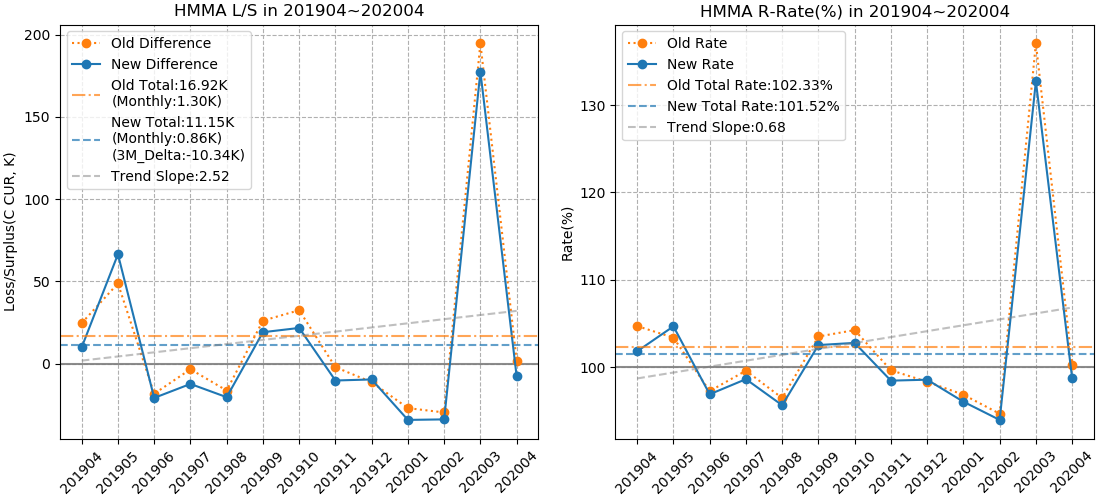 HMMA L/S in 201904~202004
Old Difference
New Difference
Old Total:16.92K
(Monthly:1.30K)
New Total:11.15K
(Monthly:0.86K)
(3M_Delta:-10.34K)
Trend Slope:2.52
Loss/Surplus(C CUR, K)
200
150
100
50
0
201904
201905
201906
201907
201908
201909
201910
201911
201912
202001
202002
202003
202004
HMMA R-Rate(%) in 201904~202004
Old Rate
New Rate
Old Total Rate:102.33%
New Total Rate:101.52%
Trend Slope:0.68
Rate(%)
130
120
110
100
201904
201905
201906
201907
201908
201909
201910
201911
201912
202001
202002
202003
202004